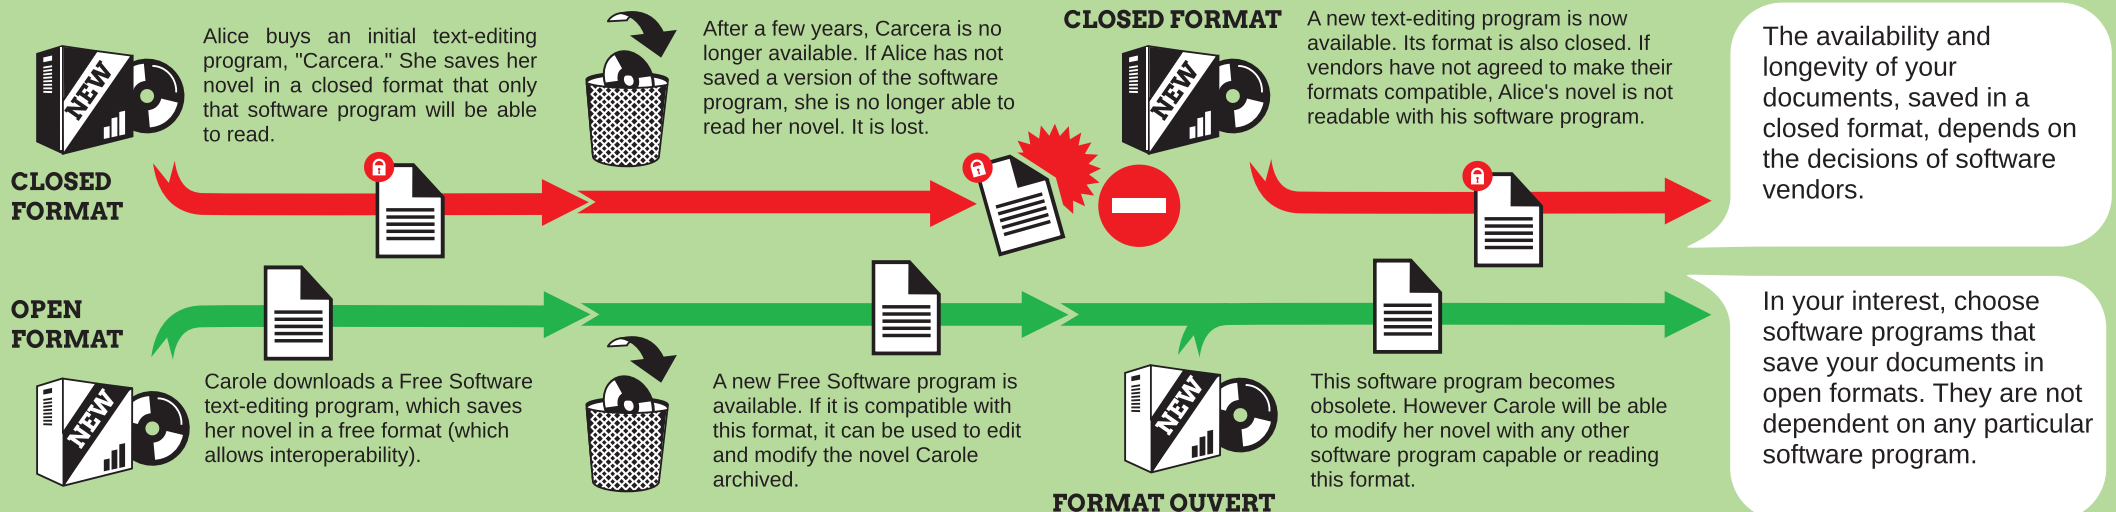 Alice buys an initial text-editing
program, "Carcera." She saves her
novel in a closed format that only
that software program will be able
to read.
NEW
CLOSED
FORMAT
After a few years, Carcera is no
longer available. If Alice has not
saved a version of the software
program, she is no longer able to
read her novel. It is lost.
CLOSED FORMAT
NEW
A new text-editing program is now
available. Its format is also closed. If
vendors have not agreed to make their
formats compatible, Alice's novel is not
readable with his software program.
The availability and
longevity of your
documents, saved in a
closed format, depends on
the decisions of software
vendors.
OPEN
FORMAT
NEW
Carole downloads a Free Software
text-editing program, which saves
her novel in a free format (which
allows interoperability).
A new Free Software program is
available. If it is compatible with
this format, it can be used to edit
and modify the novel Carole
archived.
NEW
FORMAT OUVERT
This software program becomes
obsolete. However Carole will be able
to modify her novel with any other
software program capable or reading
this format.
In your interest, choose
software programs that
save your documents in
open formats. They are not
dependent on any particular
software program.